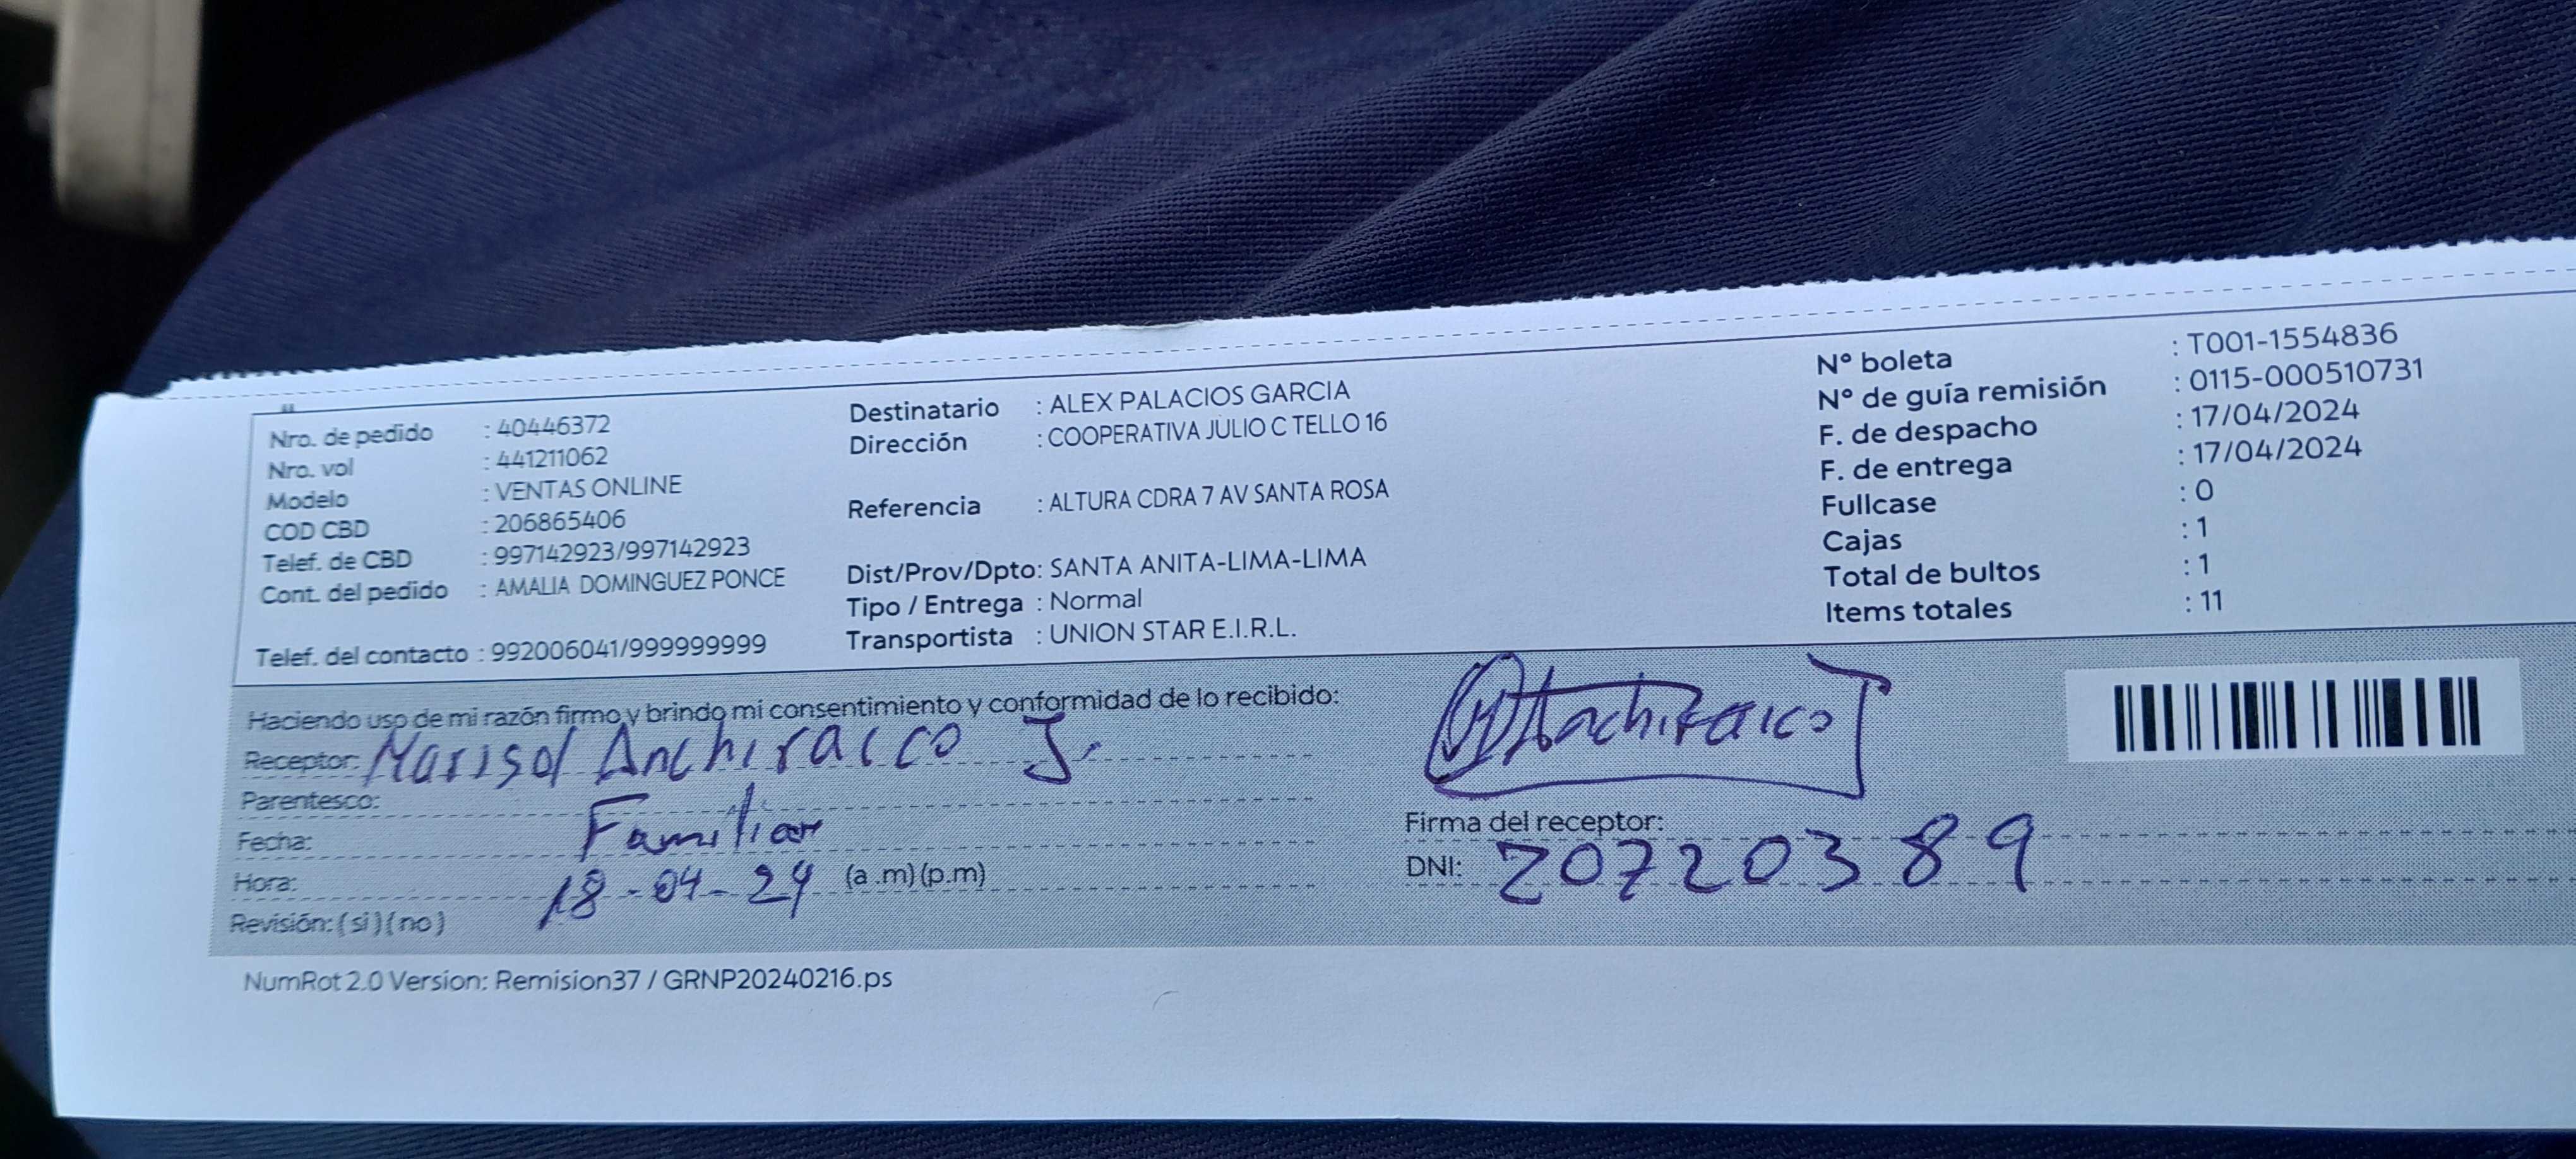 Nro. de pedido : 40446372
Nro. vol : 441211062
Modelo : VENTAS ONLINE
COD CBD : 206865406
Telef. de CBD : 997142923/997142923
Cont. del pedido : AMALIA DOMINGUEZ PONCE
Telef. del contacto : 992006041/999999999
Destinatario : ALEX PALACIOS GARCIA
Dirección : COOPERATIVA JULIO C TELLO 16
Referencia : ALTURA CDRA 7 AV SANTA ROSA
Dist/Prov/Dpto: SANTA ANITA-LIMA-LIMA
Tipo / Entrega : Normal
Transportista : UNION STAR E.I.R.L.
N° boleta : T001-1554836
N° de guía remisión : 0115-000510731
F. de despacho : 17/04/2024
F. de entrega : 17/04/2024
Fullcase : 0
Cajas : 1
Total de bultos : 1
Items totales : 11
Haciendo uso de mi razón firmo y brindo mi consentimiento y conformidad de lo recibido:
Receptor: Marisol Anchiraico J.
Parentesco:
Fecha: Familiar
Hora: 18-04-24 (a.m)(p.m)
Revisión: (si)(no)
Firma del receptor:
DNI: 20720389
NumRot 2.0 Version: Remision37 / GRNP20240216.ps